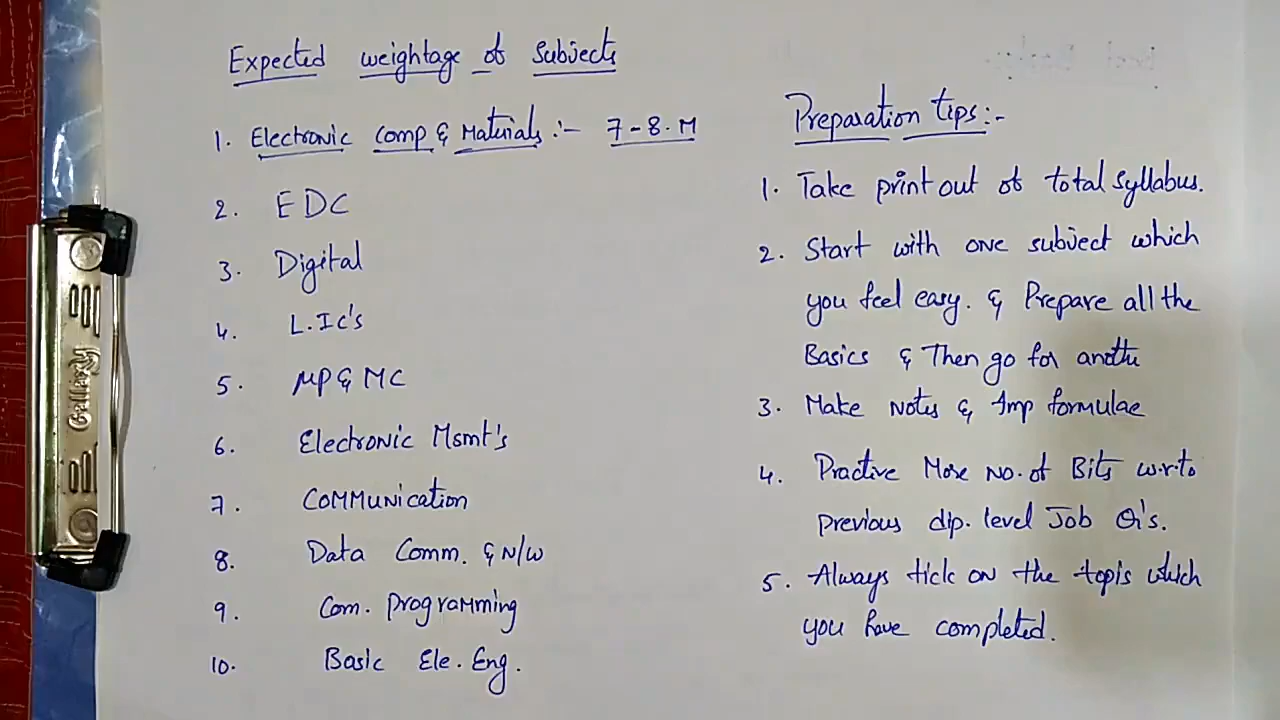 Expected weightage of Subjects
1. Electronic Comp & Materials :- 7-8.M
2. EDC
3. Digital
4. L.Ic's
5. μP & MC
6. Electronic Msmt's
7. Communication
8. Data Comm. & N/W
9. Com. Programming
10. Basic Ele. Eng.
Preparation tips:-
1. Take print out of total syllabus.
2. Start with one subject which
you feel easy. & Prepare all the
Basics & Then go for anothe
3. Make Notes & Imp formulae
4. Practive More No. of Bits w.r.to
previous dip. level Job Q's.
5. Always tick on the topis which
you have completed.
Galaxy